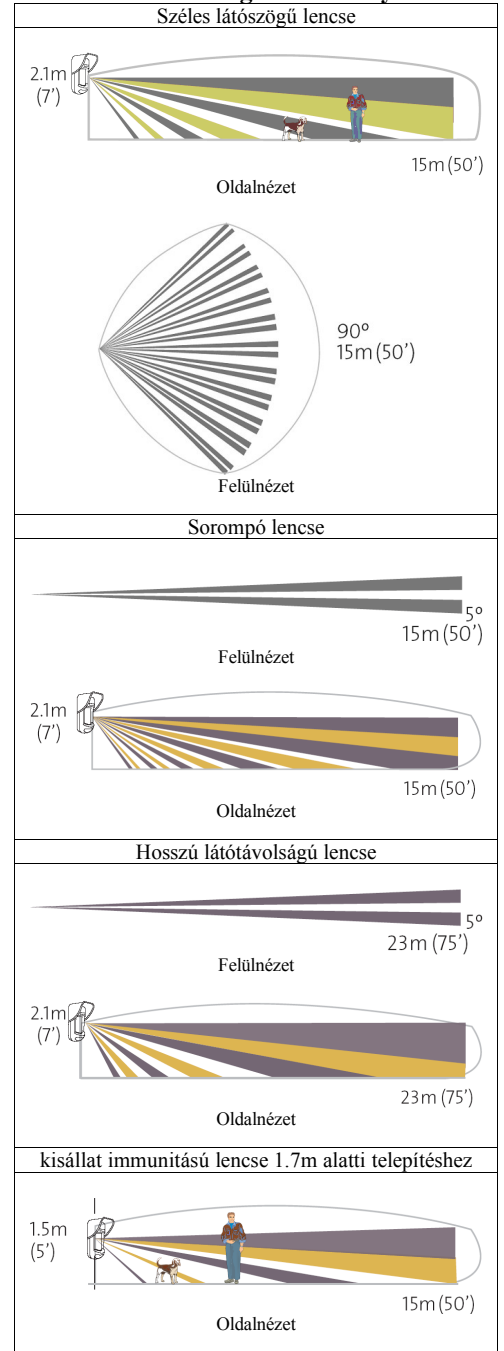 Széles látószögű lencse
2.1m
(7')
15m (50')
Oldalnézet
90º
15m (50')
Felülnézet
Sorompó lencse
5º
15m (50')
Felülnézet
2.1m
(7')
15m (50')
Oldalnézet
Hosszú látótávolságú lencse
5º
23m (75')
Felülnézet
2.1m
(7')
23m (75')
Oldalnézet
kisállat immunitású lencse 1.7m alatti telepítéshez
1.5m
(5')
15m (50')
Oldalnézet